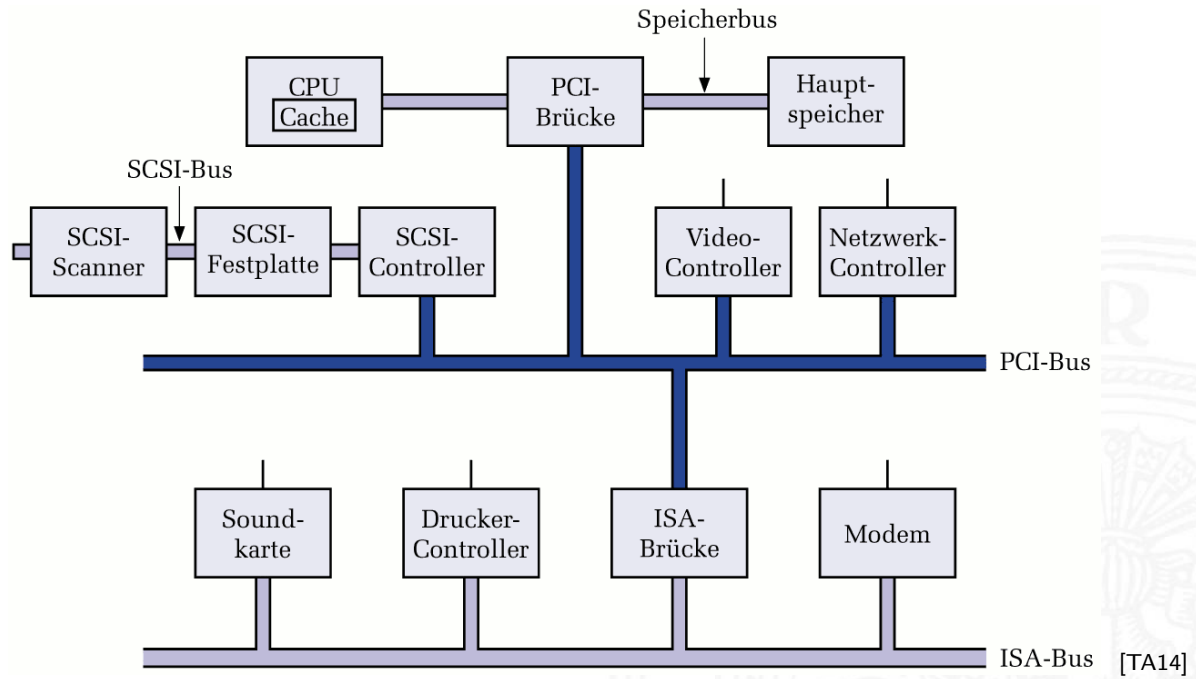 Speicherbus
CPU
Cache
PCI-
Brücke
Haupt-
speicher
SCSI-Bus
SCSI-
Scanner
SCSI-
Festplatte
SCSI-
Controller
Video-
Controller
Netzwerk-
Controller
PCI-Bus
Sound-
karte
Drucker-
Controller
ISA-
Brücke
Modem
ISA-Bus
[TA14]